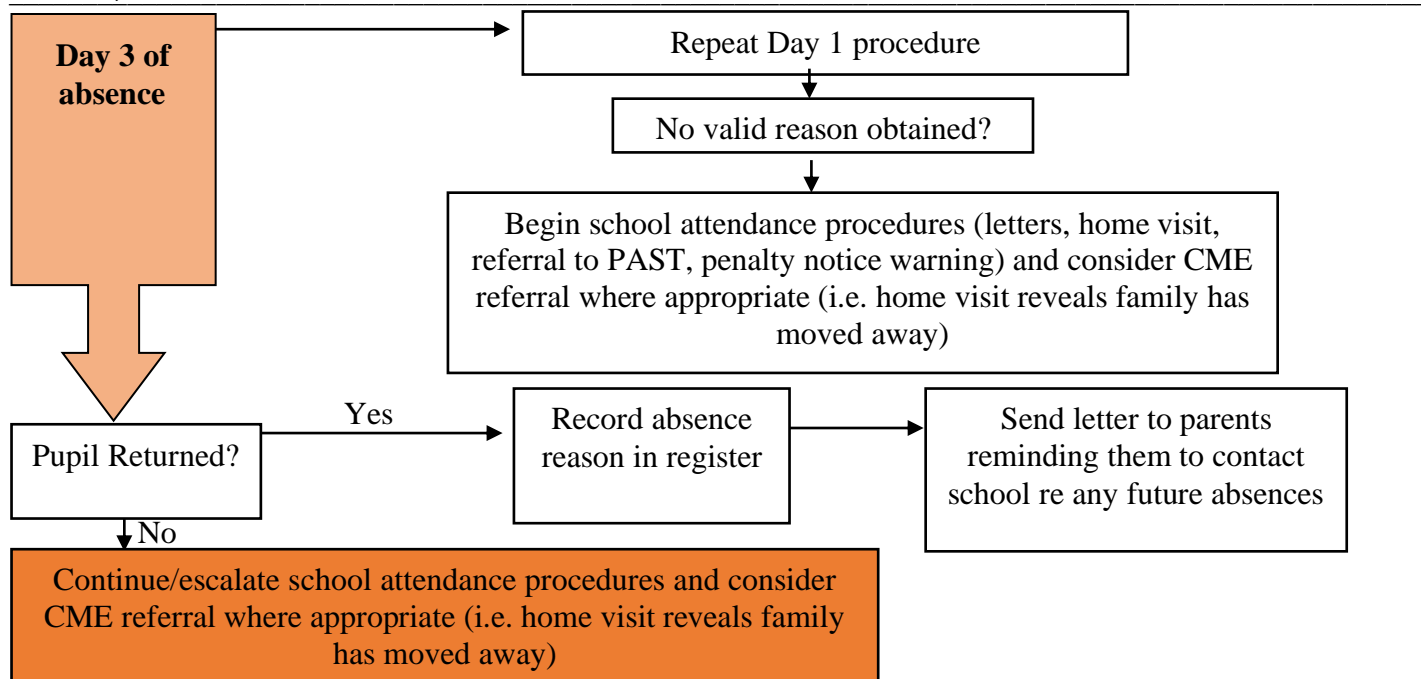 Day 3 of
absence
Repeat Day 1 procedure
No valid reason obtained?
Begin school attendance procedures (letters, home visit,
referral to PAST, penalty notice warning) and consider CME
referral where appropriate (i.e. home visit reveals family has
moved away)
Pupil Returned?
Yes
Record absence
reason in register
Send letter to parents
reminding them to contact
school re any future absences
No
Continue/escalate school attendance procedures and consider
CME referral where appropriate (i.e. home visit reveals family
has moved away)